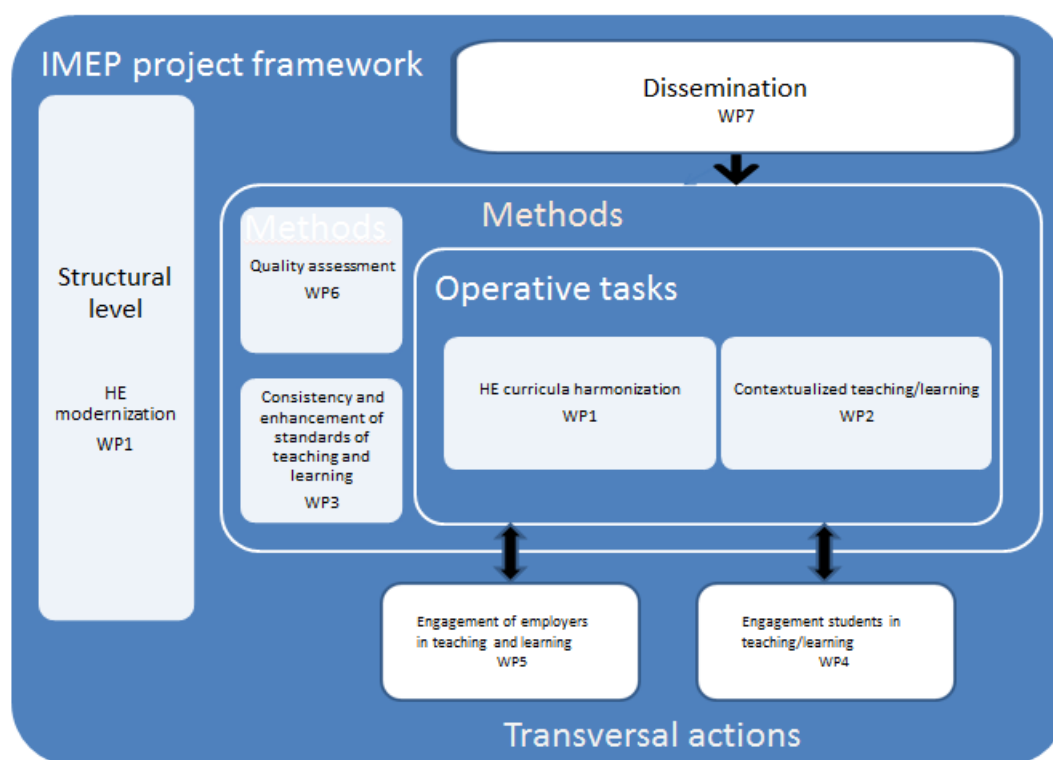 IMEP project framework
Dissemination
WP7
Structural
level
HE
modernization
WP1
Methods
Methods
Quality assessment
WP6
Consistency and
enhancement of
standards of
teaching and
learning
WP3
Operative tasks
HE curricula harmonization
WP1
Contextualized teaching/learning
WP2
Engagement of employers
in teaching and learning
WP5
Engagement students in
teaching/learning
WP4
Transversal actions